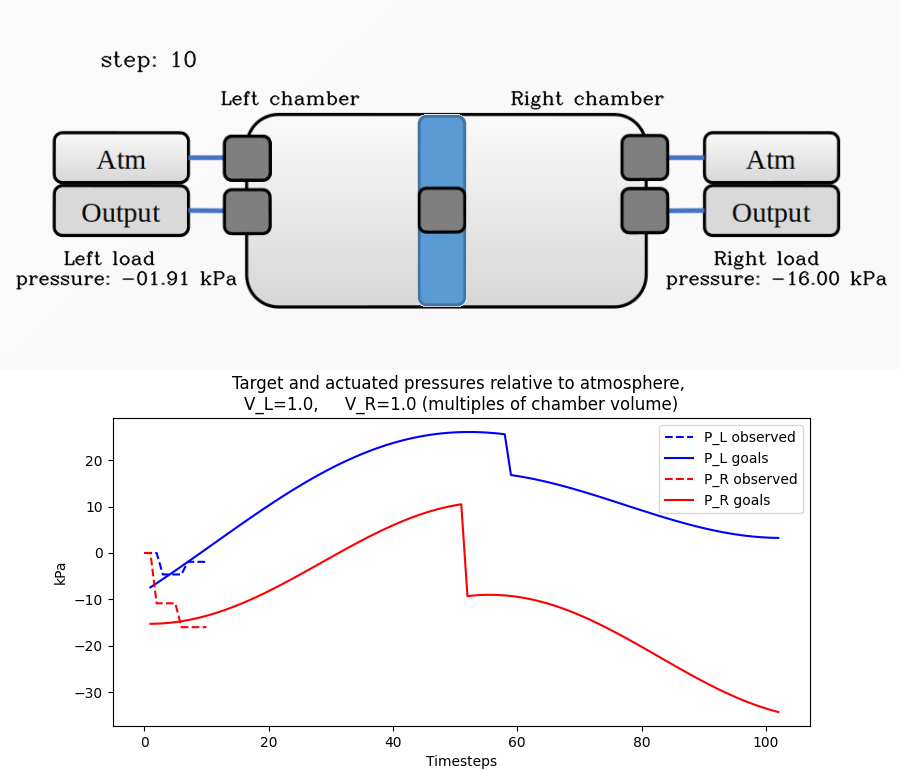 step: 10
Left chamber
Right chamber
Atm
Atm
Output
Output
Left load
pressure: -01.91 kPa
Right load
pressure: -16.00 kPa
Target and actuated pressures relative to atmosphere,
V_L=1.0,     V_R=1.0 (multiples of chamber volume)
P_L observed
P_L goals
P_R observed
P_R goals
20
10
0
−10
−20
−30
kPa
0
20
40
60
80
100
Timesteps